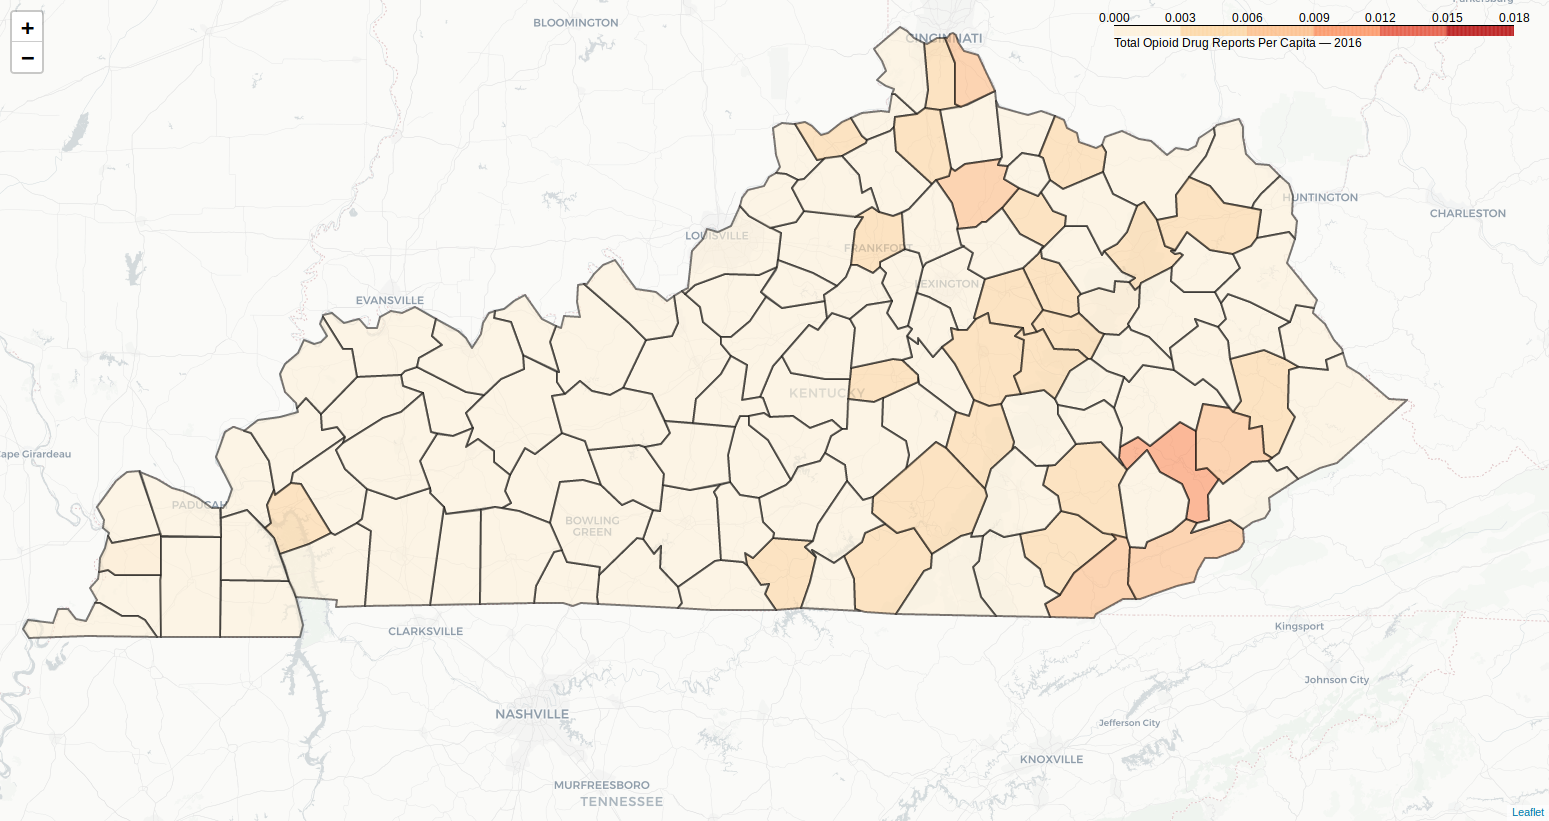 Parkersburg
+
−
BLOOMINGTON
0.000 0.003 0.006 0.009 0.012 0.015 0.018
Total Opioid Drug Reports Per Capita — 2016
CINCINNATI
HUNTINGTON
CHARLESTON
LOUISVILLE
FRANKFORT
LEXINGTON
EVANSVILLE
KENTUCKY
Cape Girardeau
PADUCAH
BOWLING
GREEN
CLARKSVILLE
Kingsport
Johnson City
NASHVILLE
Jefferson City
KNOXVILLE
MURFREESBORO
TENNESSEE
Leaflet